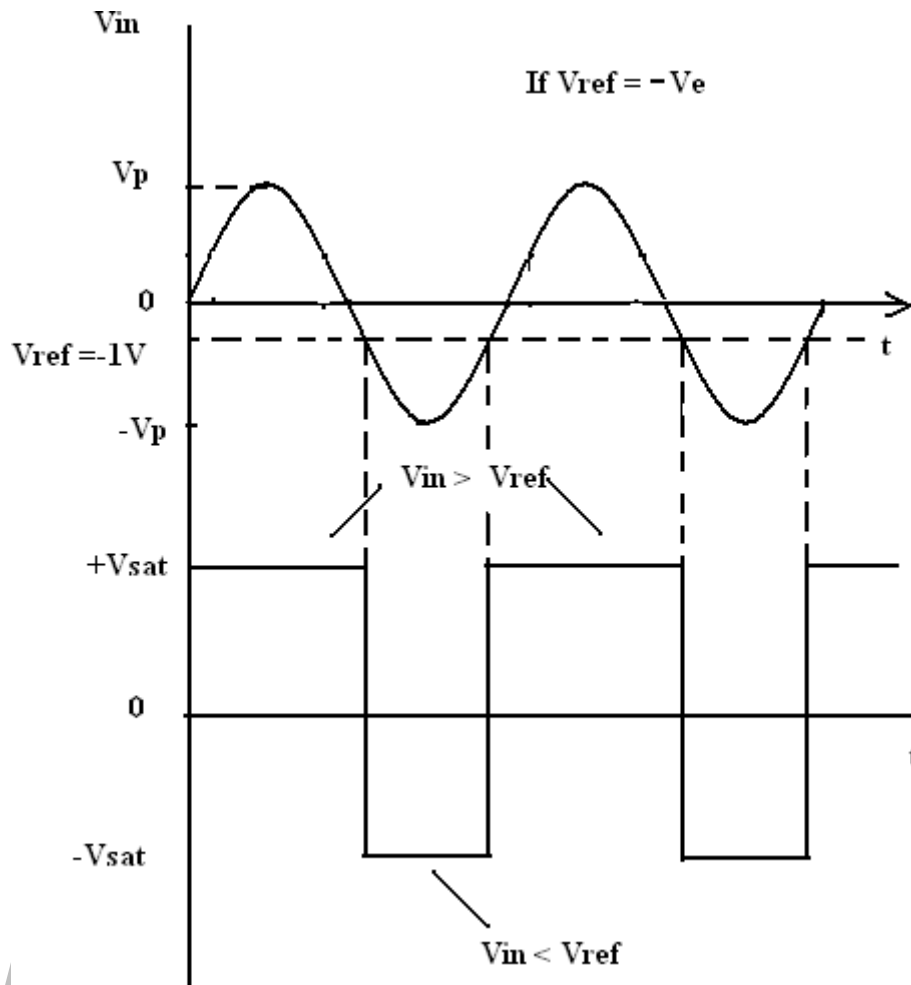 Vin
If Vref = -Ve
Vp
0
Vref =-1V
t
-Vp
Vin > Vref
+Vsat
0
t
-Vsat
Vin < Vref